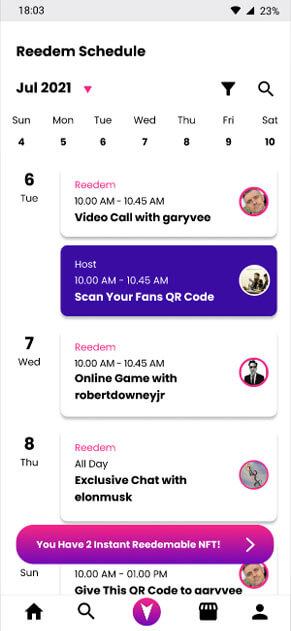 18:03
23%
Reedem Schedule
Jul 2021
Sun Mon Tue Wed Thu Fri Sat
4 5 6 7 8 9 10
6
Tue
Reedem
10.00 AM - 10.45 AM
Video Call with garyvee
Host
10.00 AM - 10.45 AM
Scan Your Fans QR Code
7
Wed
Reedem
10.00 AM - 10.45 AM
Online Game with
robertdowneyjr
8
Thu
Reedem
All Day
Exclusive Chat with
elonmusk
You Have 2 Instant Reedemable NFT!
Sun
10.00 AM - 01.00 PM
Give This QR Code to garyvee